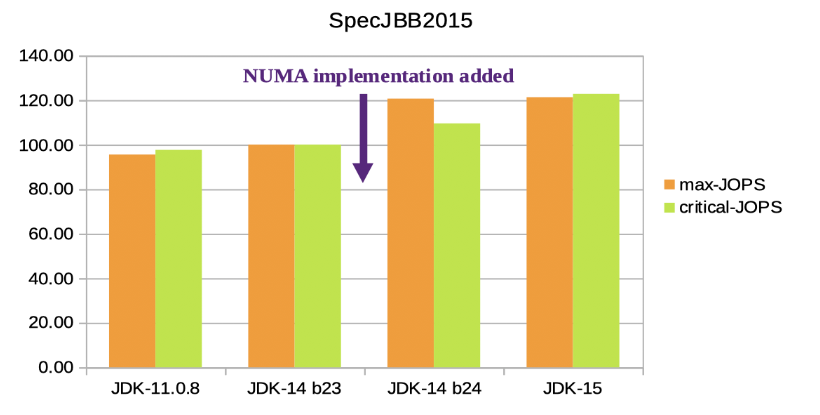 SpecJBB2015
140.00
NUMA implementation added
120.00
100.00
80.00
60.00
40.00
20.00
0.00
max-JOPS
critical-JOPS
JDK-11.0.8 JDK-14 b23 JDK-14 b24 JDK-15